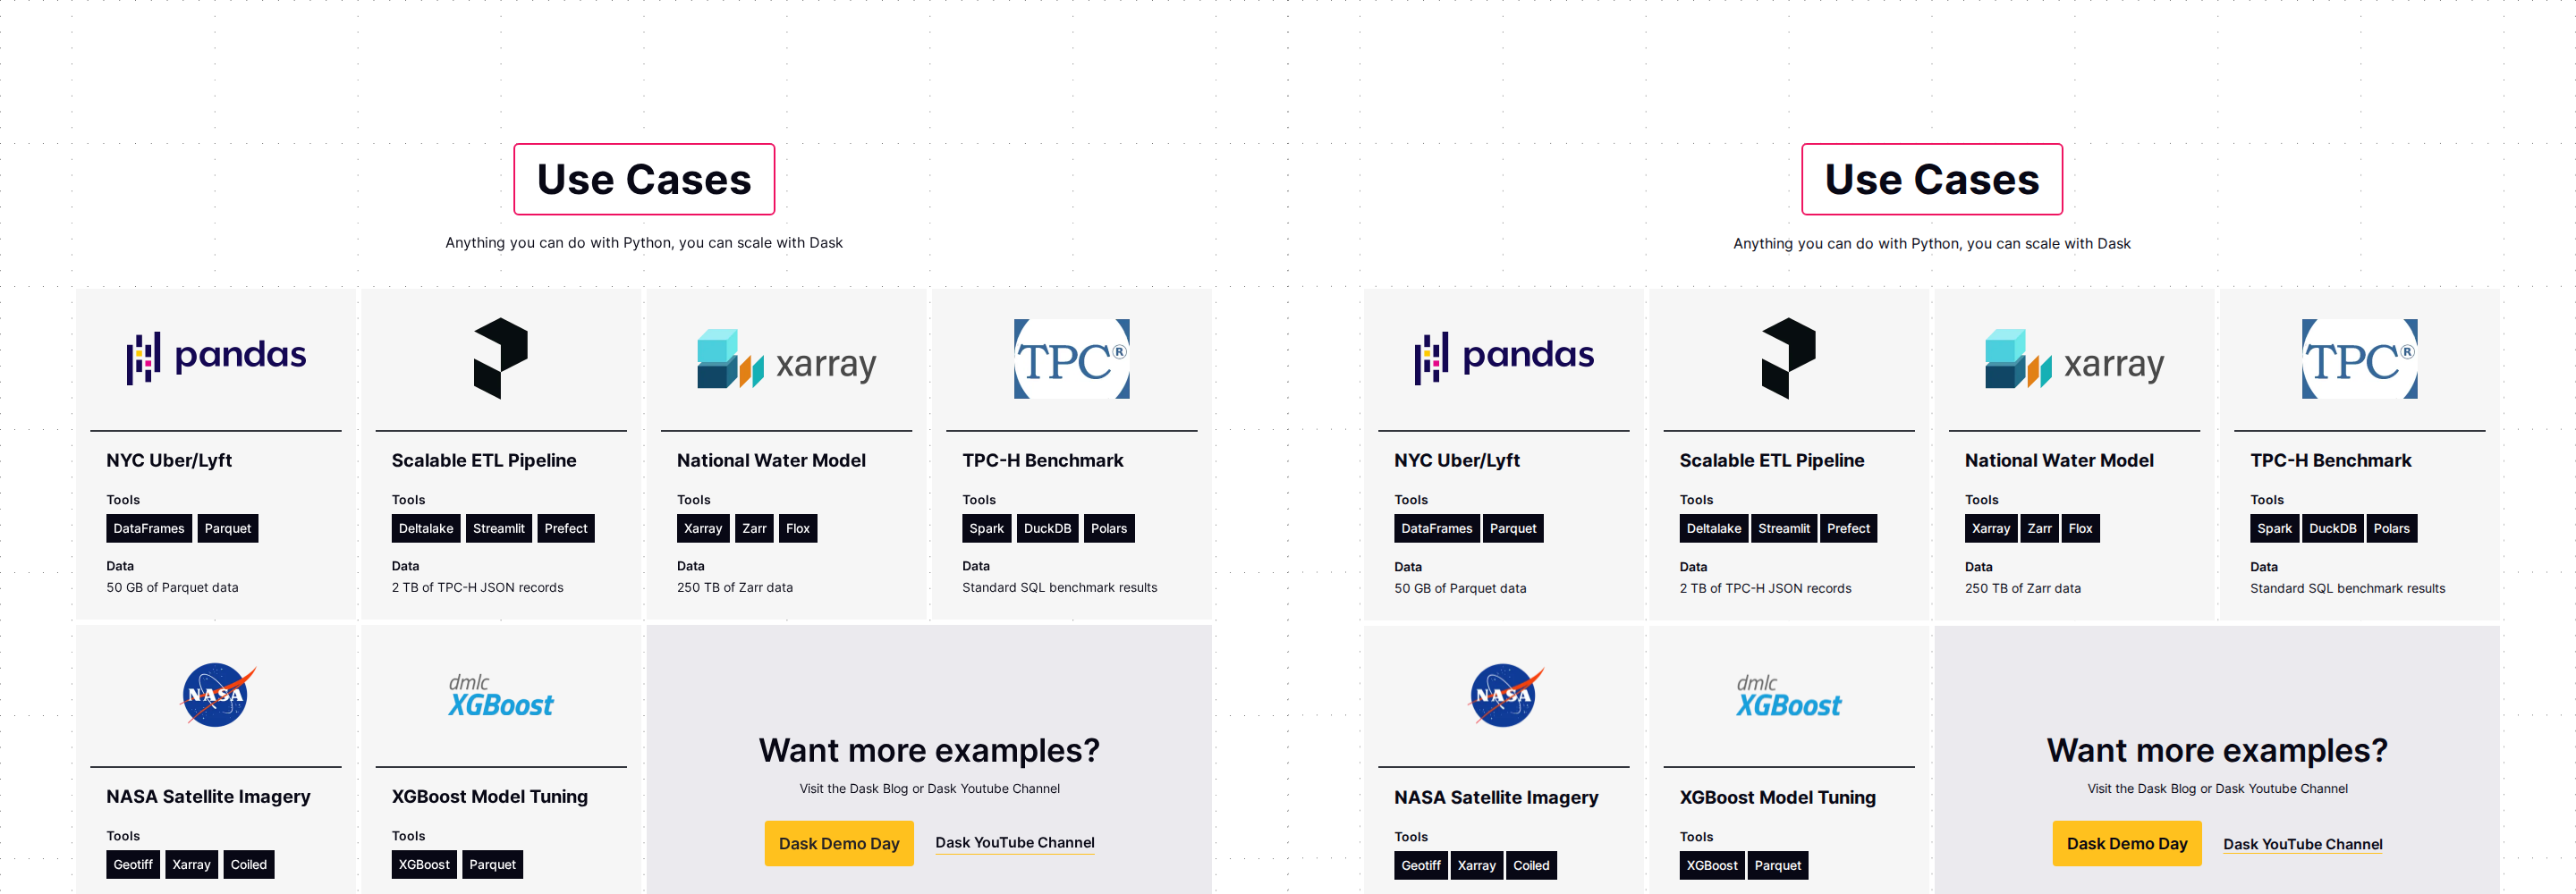 Use Cases
Anything you can do with Python, you can scale with Dask
pandas
xarray
TPC®
NYC Uber/Lyft
Tools
DataFrames Parquet
Data
50 GB of Parquet data
Scalable ETL Pipeline
Tools
Deltalake Streamlit Prefect
Data
2 TB of TPC-H JSON records
National Water Model
Tools
Xarray Zarr Flox
Data
250 TB of Zarr data
TPC-H Benchmark
Tools
Spark DuckDB Polars
Data
Standard SQL benchmark results
NASA
NASA Satellite Imagery
Tools
Geotiff Xarray Coiled
dmlc
XGBoost
XGBoost Model Tuning
Tools
XGBoost Parquet
Want more examples?
Visit the Dask Blog or Dask Youtube Channel
Dask Demo Day Dask YouTube Channel
Use Cases
Anything you can do with Python, you can scale with Dask
pandas
xarray
TPC®
NYC Uber/Lyft
Tools
DataFrames Parquet
Data
50 GB of Parquet data
Scalable ETL Pipeline
Tools
Deltalake Streamlit Prefect
Data
2 TB of TPC-H JSON records
National Water Model
Tools
Xarray Zarr Flox
Data
250 TB of Zarr data
TPC-H Benchmark
Tools
Spark DuckDB Polars
Data
Standard SQL benchmark results
NASA
NASA Satellite Imagery
Tools
Geotiff Xarray Coiled
dmlc
XGBoost
XGBoost Model Tuning
Tools
XGBoost Parquet
Want more examples?
Visit the Dask Blog or Dask Youtube Channel
Dask Demo Day Dask YouTube Channel